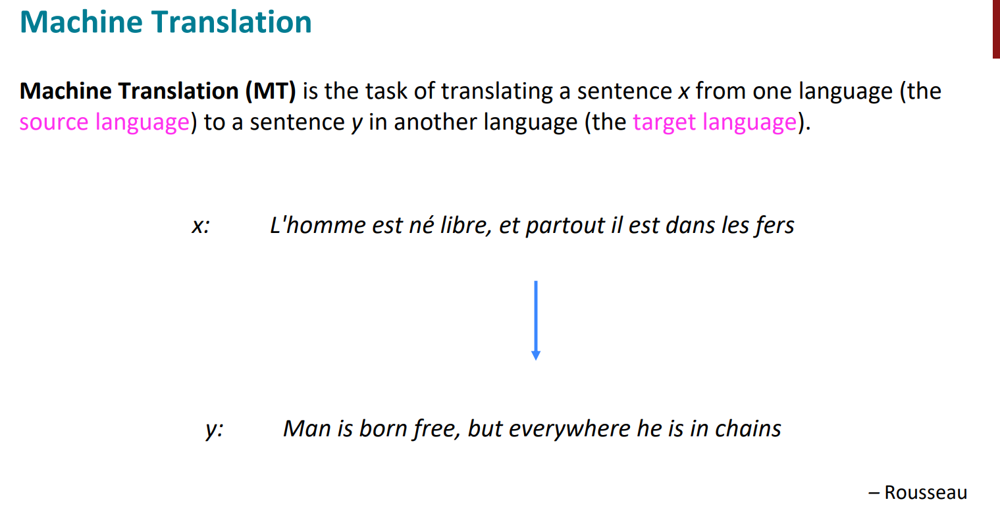 Machine Translation
Machine Translation (MT) is the task of translating a sentence x from one language (the
source language) to a sentence y in another language (the target language).
x: L'homme est né libre, et partout il est dans les fers
y: Man is born free, but everywhere he is in chains
– Rousseau